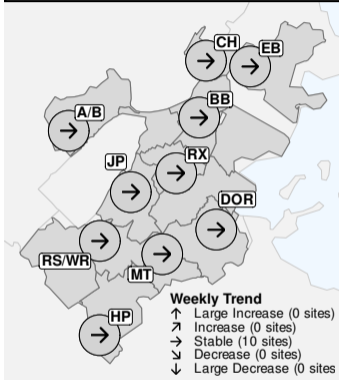 CH
EB
A/B
BB
JP
RX
DOR
RS/WR
MT
HP
Weekly Trend
↑ Large Increase (0 sites)
↗ Increase (0 sites)
→ Stable (10 sites)
↘ Decrease (0 sites)
↓ Large Decrease (0 sites